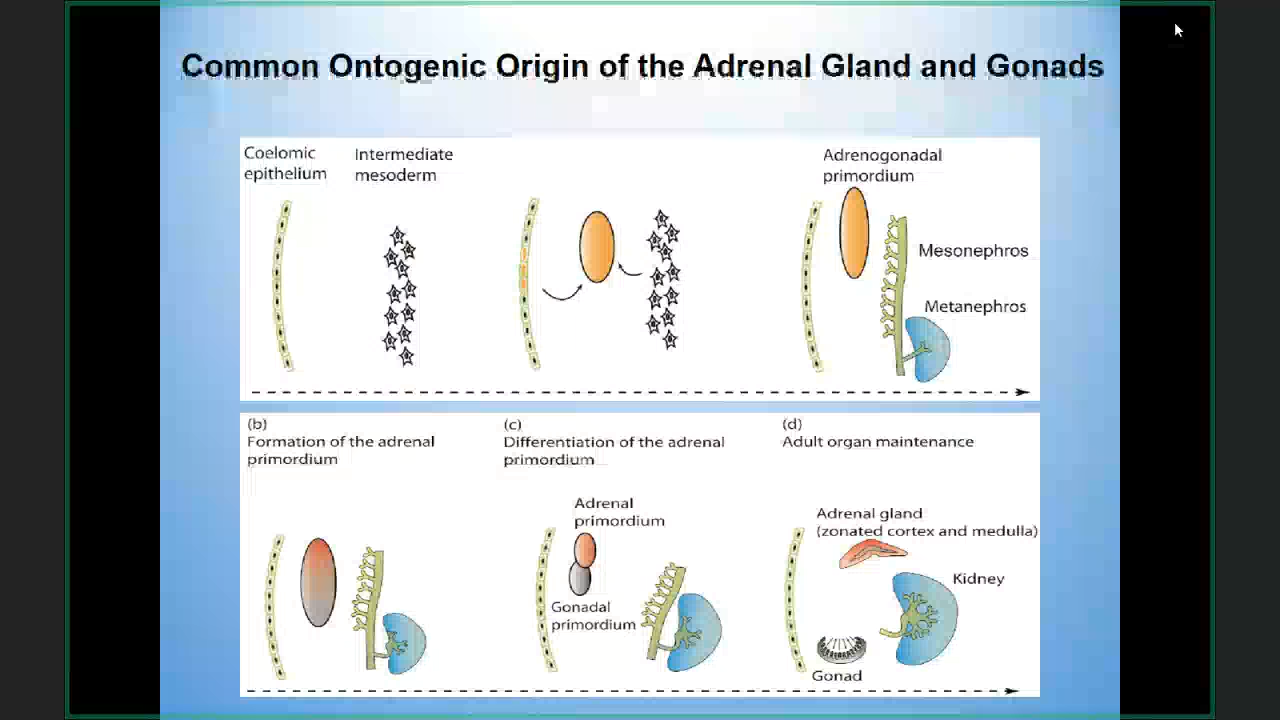 Common Ontogenic Origin of the Adrenal Gland and Gonads
Coelomic
epithelium
Intermediate
mesoderm
Adrenogonadal
primordium
Mesonephros
Metanephros
(b)
Formation of the adrenal
primordium
(c)
Differentiation of the adrenal
primordium
(d)
Adult organ maintenance
Adrenal
primordium
Gonadal
primordium
Adrenal gland
(zonated cortex and medulla)
Kidney
Gonad